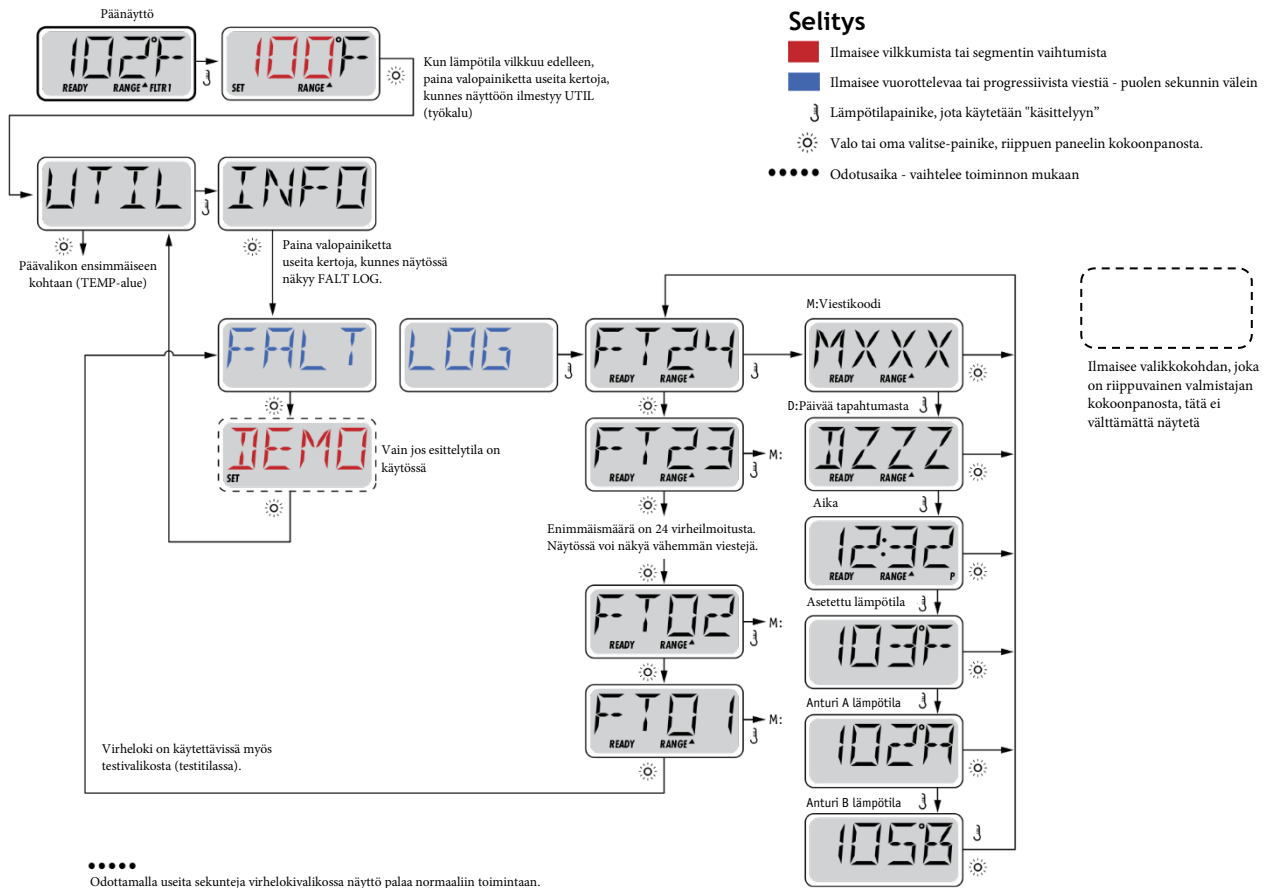 Päänäyttö
102°F
READY RANGE FLTR1
100°F
SET RANGE
Kun lämpötila vilkkuu edelleen,
paina valopainiketta useita kertoja,
kunnes näyttöön ilmestyy UTIL
(työkalu)
Selitys
Ilmaisee vilkkumista tai segmentin vaihtumista
Ilmaisee vuorottelevaa tai progressiivista viestiä - puolen sekunnin välein
Lämpötilapainike, jota käytetään "käsittelyyn”
Valo tai oma valitse-painike, riippuen paneelin kokoonpanosta.
Odotusaika - vaihtelee toiminnon mukaan
UTIL
INFO
Päävalikon ensimmäiseen
kohtaan (TEMP-alue)
Paina valopainiketta
useita kertoja, kunnes näytössä
näkyy FALT LOG.
FALT
LOG
DEMO
SET
Vain jos esittelytila on
käytössä
FT24
READY RANGE
FT23
READY RANGE
M:
Enimmäismäärä on 24 virheilmoitusta.
Näytössä voi näkyä vähemmän viestejä.
FT02
READY RANGE
M:
FT01
READY RANGE
M:
M:Viestikoodi
MXXX
READY RANGE
D:Päivää tapahtumasta
DZZZ
READY RANGE
Aika
12:32
READY RANGE P
Asetettu lämpötila
103°F
Anturi A lämpötila
102°A
Anturi B lämpötila
105°B
Ilmaisee valikkokohdan, joka
on riippuvainen valmistajan
kokoonpanosta, tätä ei
välttämättä näytetä
Virheloki on käytettävissä myös
testivalikosta (testitilassa).
Odottamalla useita sekunteja virhelokivalikossa näyttö palaa normaaliin toimintaan.